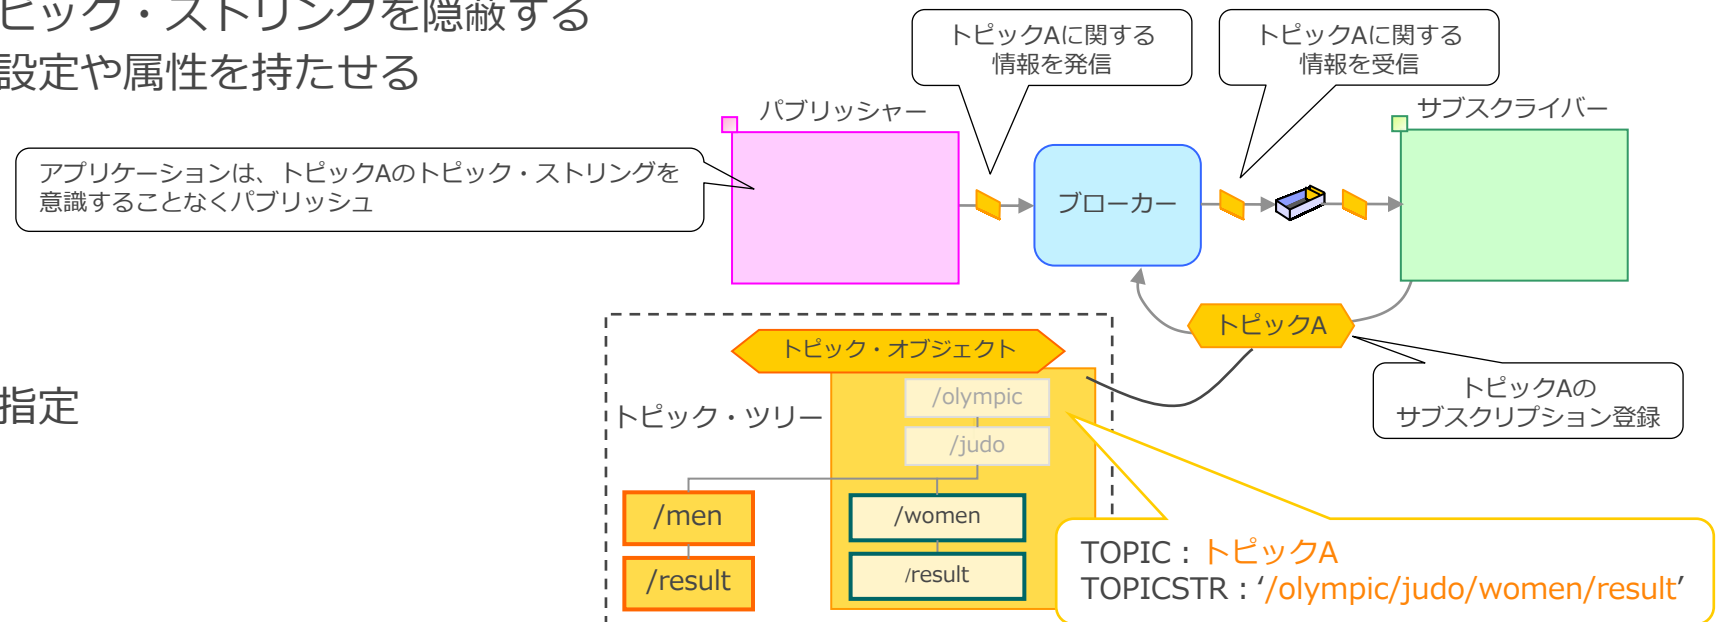 ピック・ストリングを隠蔽する
設定や属性を持たせる
トピックAに関する
情報を発信
トピックAに関する
情報を受信
パブリッシャー
サブスクライバー
アプリケーションは、トピックAのトピック・ストリングを
意識することなくパブリッシュ
ブローカー
トピックA
トピック・オブジェクト
トピックAの
サブスクリプション登録
指定
トピック・ツリー
/olympic
/judo
/men
/women
/result
/result
TOPIC：トピックA
TOPICSTR：‘/olympic/judo/women/result’